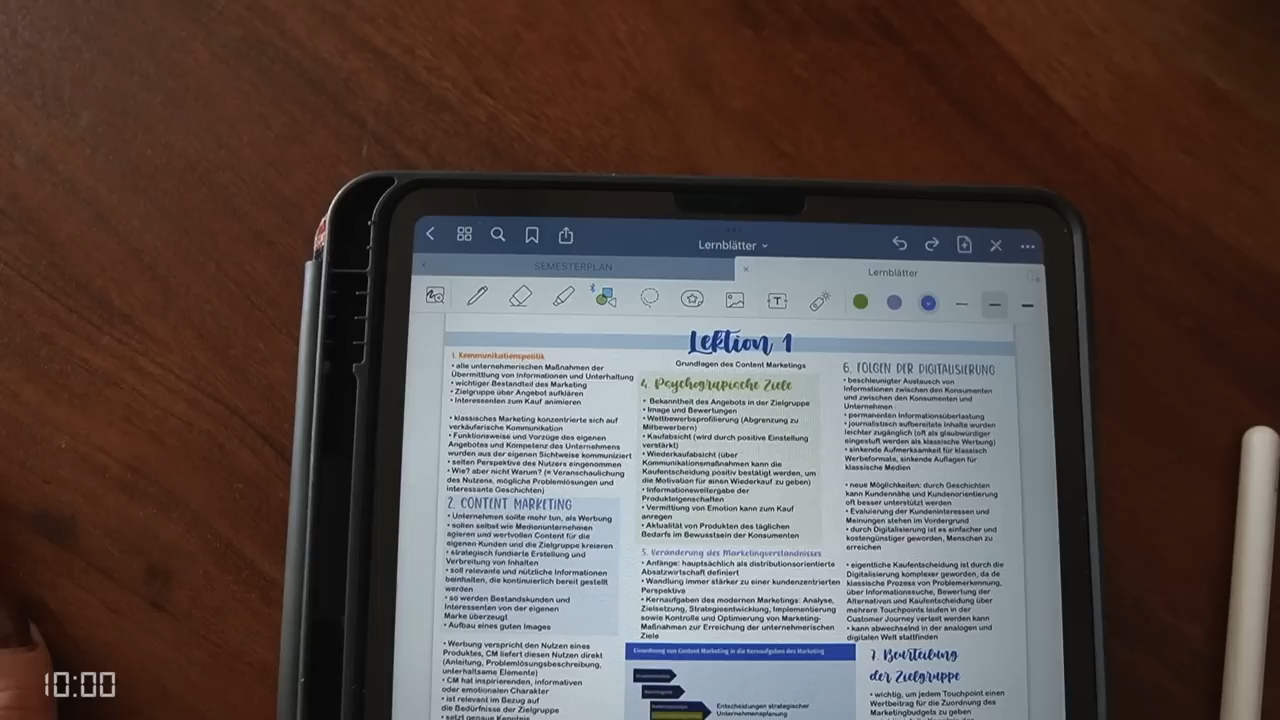 Lernblätter
SEMESTERPLAN
Lernblätter
Lektion 1
Grundlagen des Content Marketings
1. Kommunikationspolitik
• alle unternehmerischen Maßnahmen der
Übermittlung von Informationen und Unterhaltung
• wichtiger Bestandteil des Marketing
• Zielgruppe über Angebot aufklären
• Interessenten zum Kauf animieren
• klassisches Marketing konzentrierte sich auf
verkäuferische Kommunikation
• Funktionsweise und Vorzüge des eigenen
Angebotes und Kompetenz des Unternehmens
wurden aus der eigenen Sichtweise kommuniziert
• selten Perspektive des Nutzers eingenommen
• Wie? aber nicht Warum? (= Veranschaulichung
des Nutzens, mögliche Problemlösungen und
interessante Geschichten)
2. CONTENT MARKETING
• Unternehmen sollte mehr tun, als Werbung
• sollen selbst wie Medienunternehmen
agieren und wertvollen Content für die
eigenen Kunden und die Zielgruppe kreieren
• strategisch fundierte Erstellung und
Verbreitung von Inhalten
• soll relevante und nützliche Informationen
beinhalten, die kontinuierlich bereit gestellt
werden
• so werden Bestandskunden und
Interessenten von der eigenen
Marke überzeugt
• Aufbau eines guten Images
• Werbung verspricht den Nutzen eines
Produktes, CM liefert diesen Nutzen direkt
(Anleitung, Problemlösungsbeschreibung,
unterhaltsame Elemente)
• CM hat inspirierenden, informativen
oder emotionalen Charakter
• ist relevant im Bezug auf
die Bedürfnisse der Zielgruppe
• setzt genaue Kenntnis
4. Psychograpische Ziele
• Bekanntheit des Angebots in der Zielgruppe
• Image und Bewertungen
• Wettbewerbsprofilierung (Abgrenzung zu
Mitbewerbern)
• Kaufabsicht (wird durch positive Einstellung
verstärkt)
• Wiederkaufabsicht (über
Kommunikationsmaßnahmen kann die
Kaufentscheidung positiv bestätigt werden, um
die Motivation für einen Wiederkauf zu geben)
• Informationsweitergabe der
Produkteigenschaften
• Vermittlung von Emotion kann zum Kauf
anregen
• Aktualität von Produkten des täglichen
Bedarfs im Bewusstsein der Konsumenten
5. Veränderung des Marketingverständnisses
• Anfänge: hauptsächlich als distributionsorientierte
Absatzwirtschaft definiert
• Wandlung immer stärker zu einer kundenzentrierten
Perspektive
• Kernaufgaben des modernen Marketings: Analyse,
Zielsetzung, Strategieentwicklung, Implementierung
sowie Kontrolle und Optimierung von Marketing-
Maßnahmen zur Erreichung der unternehmerischen
Ziele
Einordnung von Content Marketing in die Kernaufgaben des Marketing
Entscheidungen strategischer
Unternehmensplanung
6. FOLGEN DER DIGITALISIERUNG
• beschleunigter Austausch von
Informationen zwischen den Konsumenten
und zwischen den Konsumenten und
Unternehmen
• permanenten Informationsüberlastung
• journalistisch aufbereitete Inhalte wurden
leichter zugänglich (oft als glaubwürdiger
eingestuft werden als klassische Werbung)
• sinkende Aufmerksamkeit für klassisch
Werbeformate, sinkende Auflagen für
klassische Medien
• neue Möglichkeiten: durch Geschichten
kann Kundennähe und Kundenorientierung
oft besser unterstützt werden
• Evaluierung der Kundeninteressen und
Meinungen stehen im Vordergrund
• durch Digitalisierung ist es einfacher und
kostengünstiger geworden, Menschen zu
erreichen
• eigentliche Kaufentscheidung ist durch die
Digitalisierung komplexer geworden, da de
klassische Prozess von Problemerkennung,
über Informationssuche, Bewertung der
Alternativen und Kaufentscheidung über
mehrere Touchpoints laufen in der
Customer Journey verteilt werden kann
• kann abwechselnd in der analogen und
digitalen Welt stattfinden
7. Beurteilung
der Zielgruppe
• wichtig, um jedem Touchpoint einen
Wertbeitrag für die Zuordnung des
Marketingbudgets zu geben
10:00